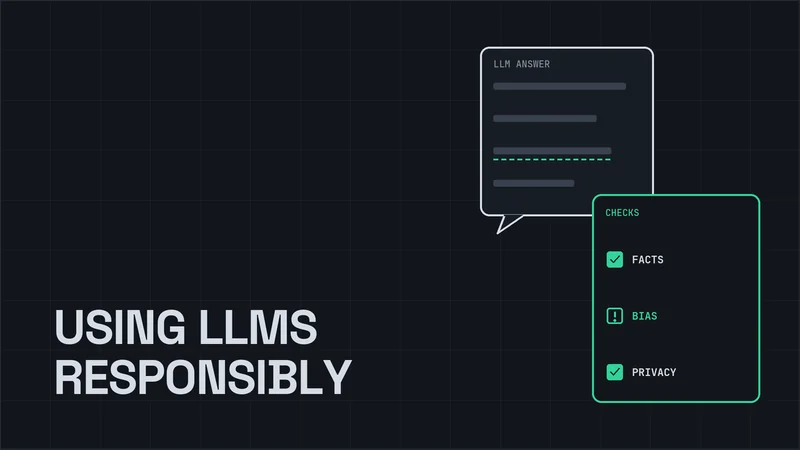 LLM ANSWER
CHECKS
FACTS
BIAS
PRIVACY
USING LLMS
RESPONSIBLY